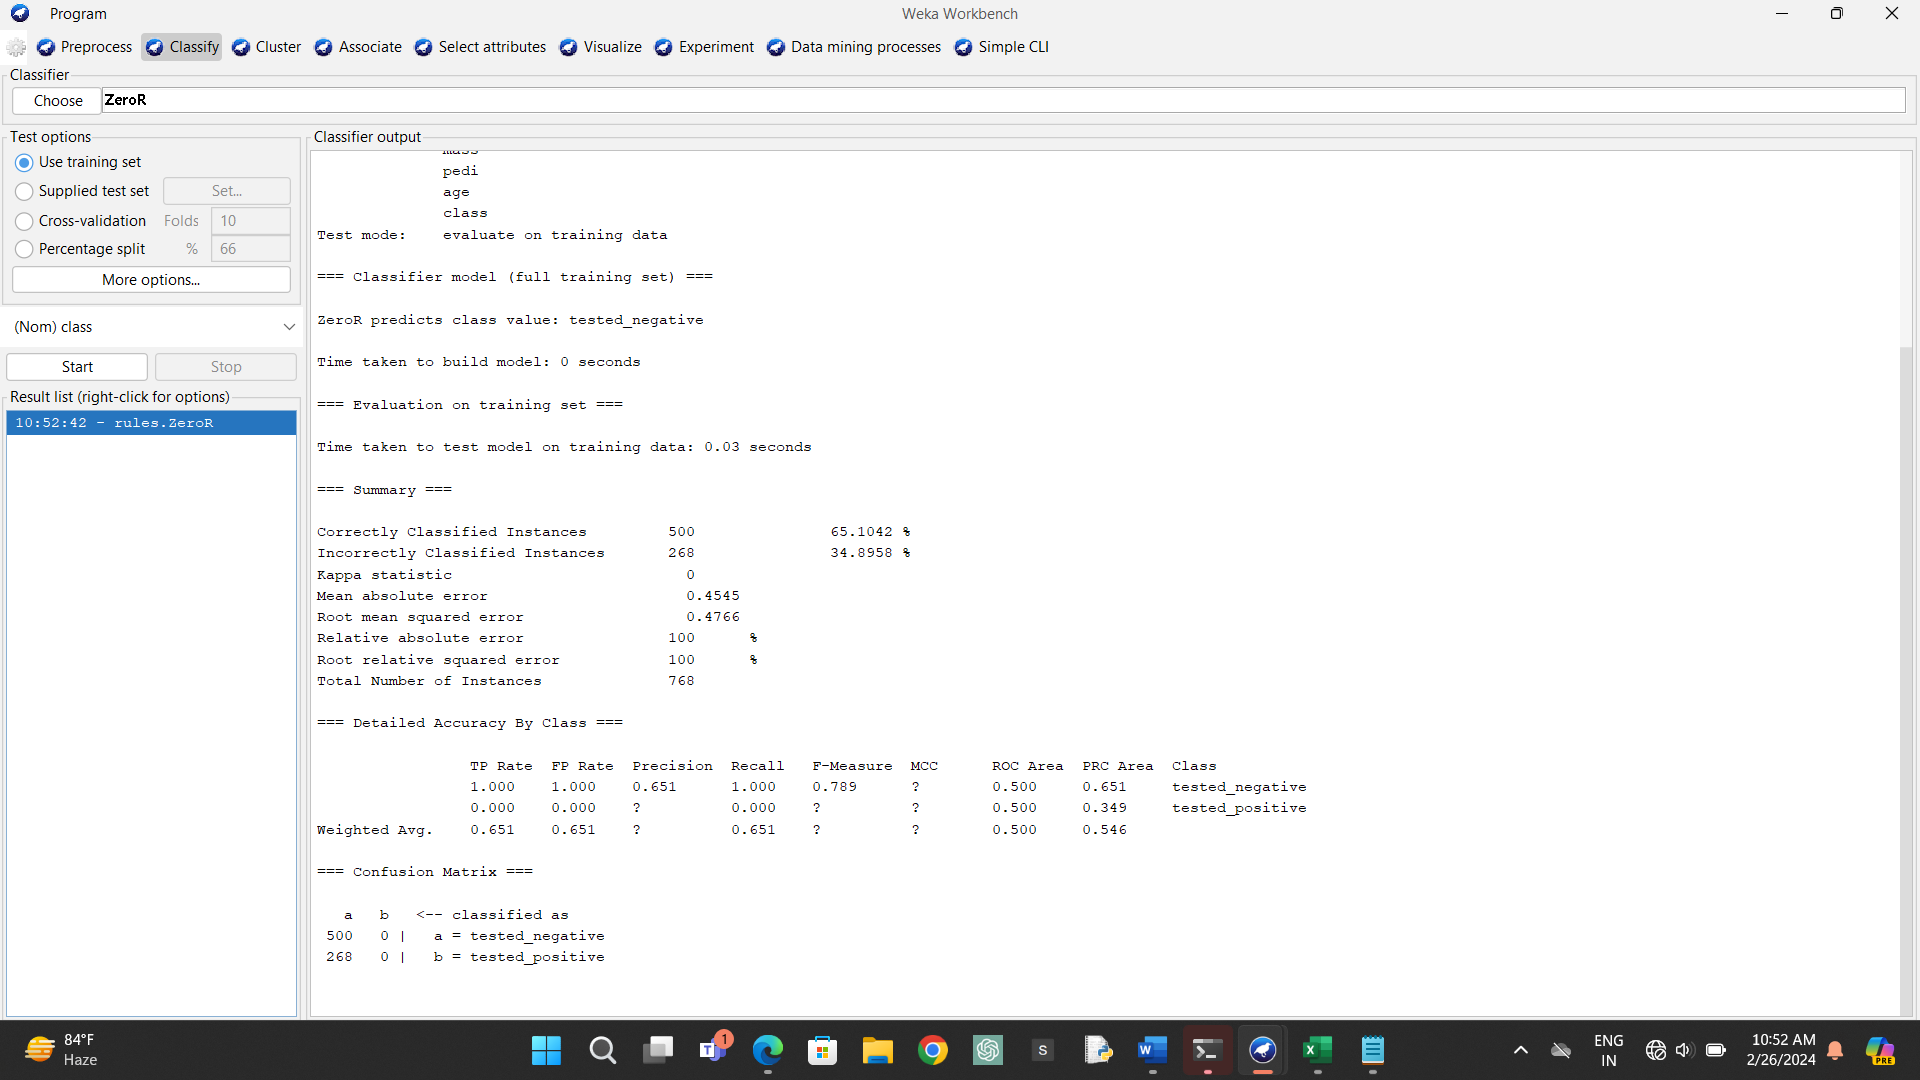 Program
Weka Workbench
Preprocess Classify Cluster Associate Select attributes Visualize Experiment Data mining processes Simple CLI
Classifier
Choose ZeroR
Test options
Use training set
Supplied test set Set...
Cross-validation Folds 10
Percentage split % 66
More options...
(Nom) class
Start Stop
Result list (right-click for options)
10:52:42 - rules.ZeroR
Classifier output
mass
pedi
age
class
Test mode: evaluate on training data
=== Classifier model (full training set) ===
ZeroR predicts class value: tested_negative
Time taken to build model: 0 seconds
=== Evaluation on training set ===
Time taken to test model on training data: 0.03 seconds
=== Summary ===
Correctly Classified Instances 500 65.1042 %
Incorrectly Classified Instances 268 34.8958 %
Kappa statistic 0
Mean absolute error 0.4545
Root mean squared error 0.4766
Relative absolute error 100 %
Root relative squared error 100 %
Total Number of Instances 768
=== Detailed Accuracy By Class ===
TP Rate FP Rate Precision Recall F-Measure MCC ROC Area PRC Area Class
1.000 1.000 0.651 1.000 0.789 ? 0.500 0.651 tested_negative
0.000 0.000 ? 0.000 ? ? 0.500 0.349 tested_positive
Weighted Avg. 0.651 0.651 ? 0.651 ? ? 0.500 0.546
=== Confusion Matrix ===
a b <-- classified as
500 0 | a = tested_negative
268 0 | b = tested_positive
84°F
Haze
1
T
S
W
X
PRE
ENG
IN
10:52 AM
2/26/2024